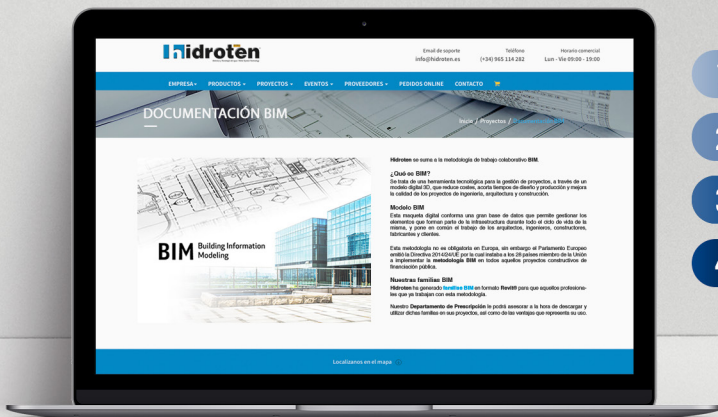 hidroten
Email de soporte
info@hidroten.es
Teléfono
(+34) 965 114 282
Horario comercial
Lun - Vie 09:00 - 19:00
EMPRESA PRODUCTOS PROYECTOS EVENTOS PROVEEDORES PEDIDOS ONLINE CONTACTO
DOCUMENTACIÓN BIM
Inicio / Proyectos /
BIM Building Information
Modeling
Hidroten se suma a la metodología de trabajo colaborativo BIM.
¿Qué es BIM?
Se trata de una herramienta tecnológica para la gestión de proyectos, a través de un
modelo digital 3D, que reduce costes, acorta tiempos de diseño y producción y mejora
la calidad de los proyectos de ingeniería, arquitectura y construcción.
Modelo BIM
Esta maqueta digital conforma una gran base de datos que permite gestionar los
elementos que forman parte de la infraestructura durante todo el ciclo de vida de la
misma, y pone en común el trabajo de los arquitectos, ingenieros, constructores,
fabricantes y clientes.
Esta metodología no es obligatoria en Europa, sin embargo el Parlamento Europeo
emitió la Directiva 2014/24/UE por la cual instaba a los 28 países miembro de la Unión
a implementar la metodología BIM en todos aquellos proyectos constructivos de
financiación pública.
Nuestras familias BIM
Hidroten ha generado familias BIM en formato Revit® para que aquellos profesiona-
les que ya trabajan con esta metodología.
Nuestro Departamento de Prescripción le podrá asesorar a la hora de descargar y
utilizar dichas familias en sus proyectos, así como de las ventajas que representa su uso.
Localizanos en el mapa